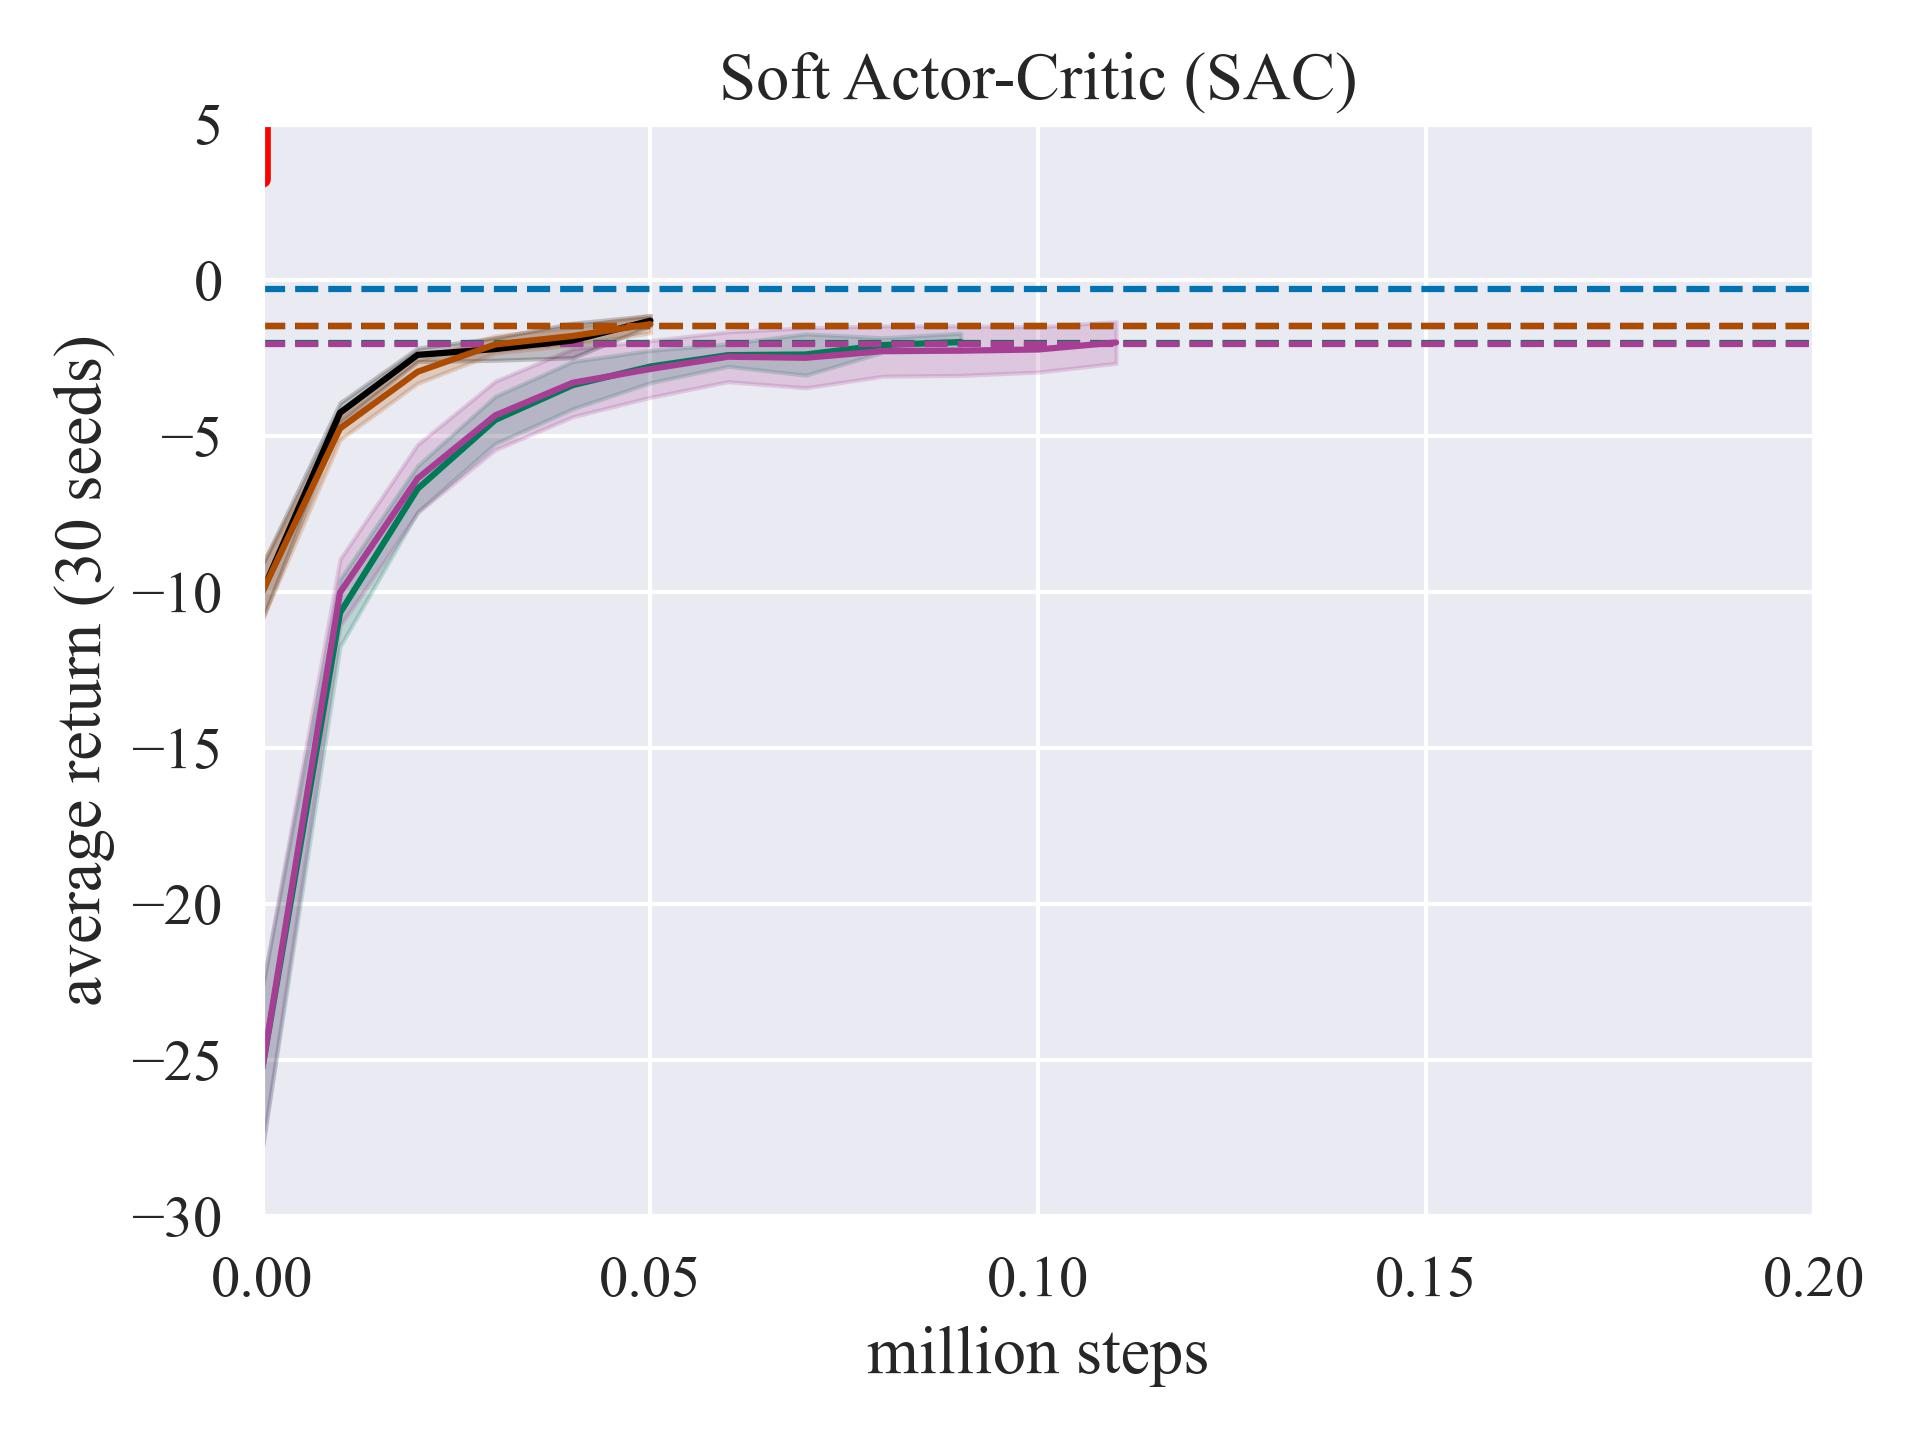 Soft Actor-Critic (SAC)
5
0
−5
−10
−15
−20
−25
−30
average return (30 seeds)
0.00 0.05 0.10 0.15 0.20
million steps